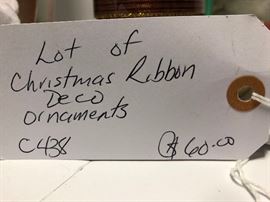 Lot of
Christmas Ribbon
Deco
ornaments
C438 $60.00